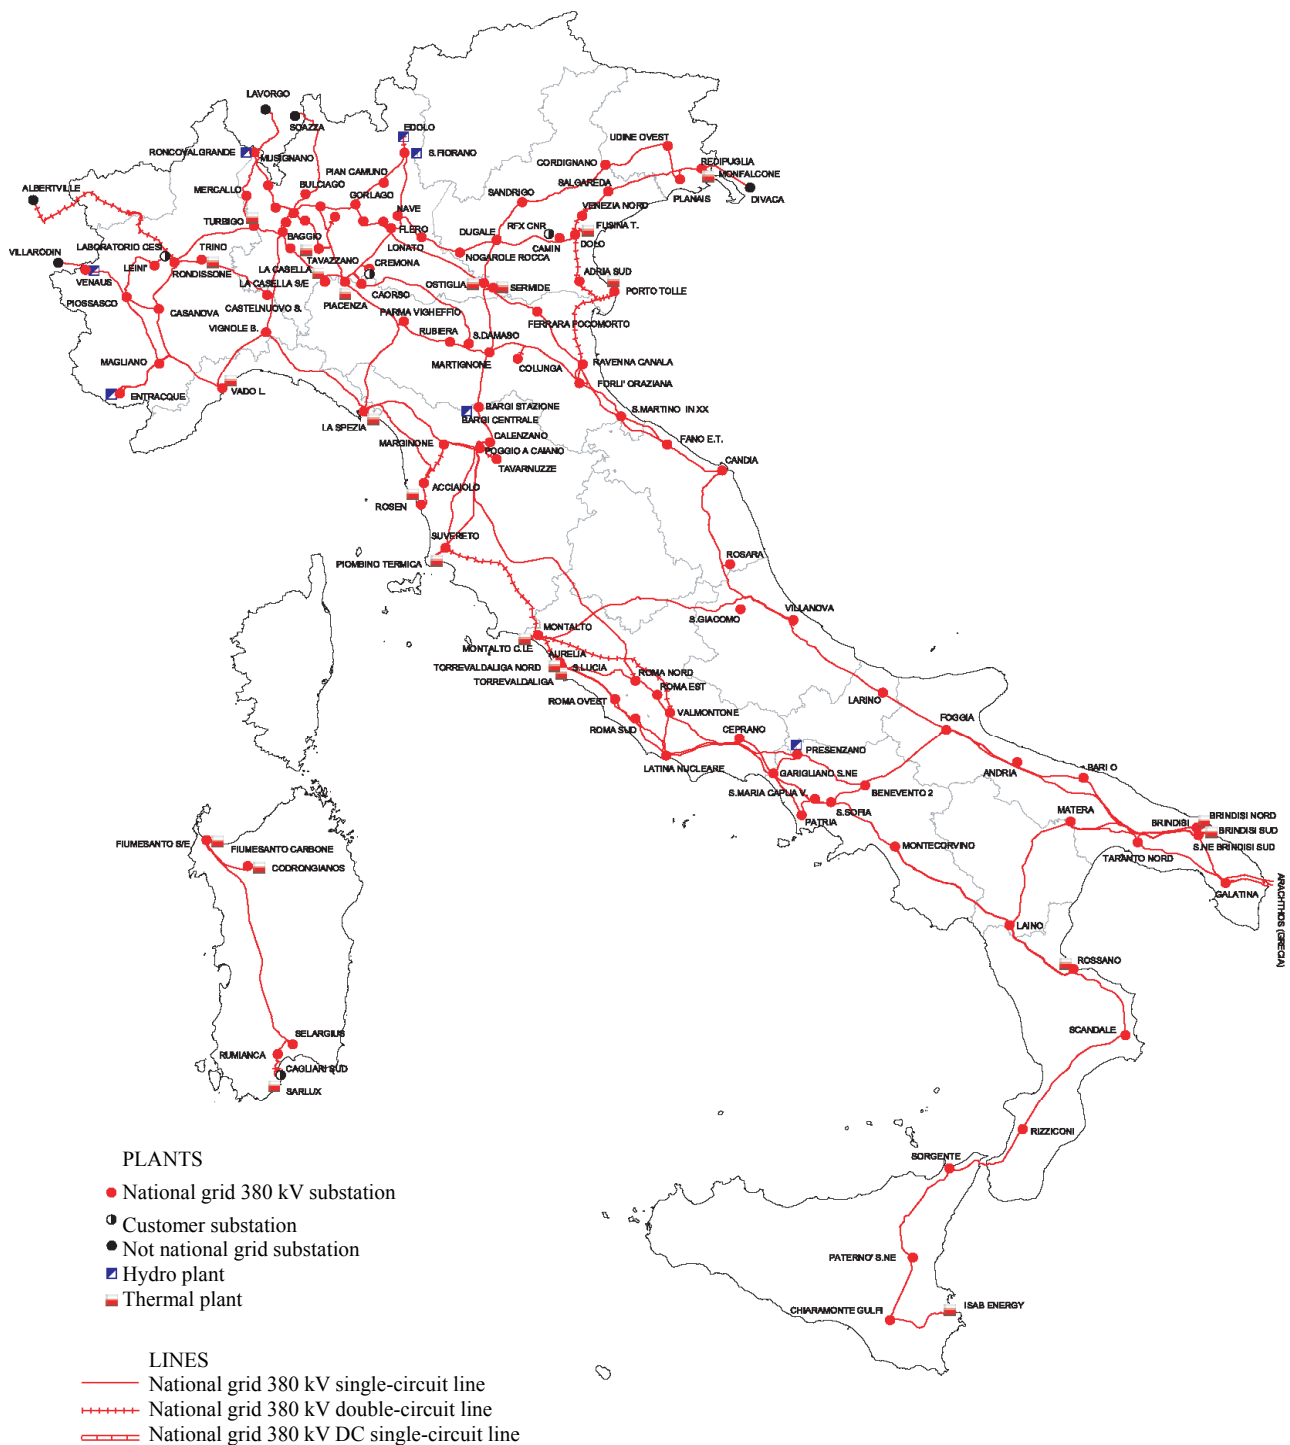 LAVORGO
SOAZZA
EDOLO
RONCOVALGRANDE
MUSIGNANO
S.FIORANO
UDINE OVEST
REDIPUGLIA
MONFALCONE
CORDIGNANO
PIAN CAMUNO
ALBERTVILLE
MERCALLO
BULCIAGO
SANDRIGO
SALGAREDA
PLANAIS
DIVACA
GORLAGO
TURBIGO
NAVE
VENEZIA NORD
RFX CNR
FUSINA T.
DUGALE
FLERO
BAGGIO
LABORATORIO CESI
TRINO
CAMIN
DOLO
LONATO
NOGAROLE ROCCA
VILLARODIN
LEINI'
RONDISSONE
TAVAZZANO
LA CASELLA
CREMONA
ADRIA SUD
VENAUS
LA CASELLA S/E
OSTIGLIA
SERMIDE
PORTO TOLLE
CAORSO
PIOSSASCO
CASTELNUOVO S.
PIACENZA
CASANOVA
PARMA VIGHEFFIO
FERRARA FOCOMORTO
VIGNOLE B.
RUBIERA
S.DAMASO
MAGLIANO
MARTIGNONE
COLUNGA
RAVENNA CANALA
FORLI' ORAZIANA
ENTRACQUE
VADO L.
BARGI STAZIONE
BARGI CENTRALE
S.MARTINO IN XX
LA SPEZIA
CALENZANO
MARGINONE
POGGIO A CAIANO
FANO E.T.
TAVARNUZZE
CANDIA
ACCIAIOLO
ROSEN
SUVERETO
ROSARA
PIOMBINO TERMICA
S.GIACOMO
VILLANOVA
MONTALTO
MONTALTO C.LE
AURELIA
TORREVALDALIGA NORD
S.LUCIA
ROMA NORD
TORREVALDALIGA
ROMA EST
ROMA OVEST
LARINO
VALMONTONE
ROMA SUD
CEPRANO
FOGGIA
PRESENZANO
LATINA NUCLEARE
GARIGLIANO S.NE
ANDRIA
BARI O
S.MARIA CAPUA V.
BENEVENTO 2
S.SOFIA
MATERA
PATRIA
BRINDISI
BRINDISI NORD
BRINDISI SUD
FIUMESANTO S/E
FIUMESANTO CARBONE
MONTECORVINO
S.NE BRINDISI SUD
TARANTO NORD
CODRONGIANOS
GALATINA
ARACHTHOS (GRECIA)
LAINO
ROSSANO
SELARGIUS
SCANDALE
RUMIANCA
CAGLIARI SUD
SARLUX
RIZZICONI
SORGENTE
PLANTS
National grid 380 kV substation
Customer substation
Not national grid substation
PATERNO' S.NE
Hydro plant
Thermal plant
CHIARAMONTE GULFI
ISAB ENERGY
LINES
National grid 380 kV single-circuit line
National grid 380 kV double-circuit line
National grid 380 kV DC single-circuit line